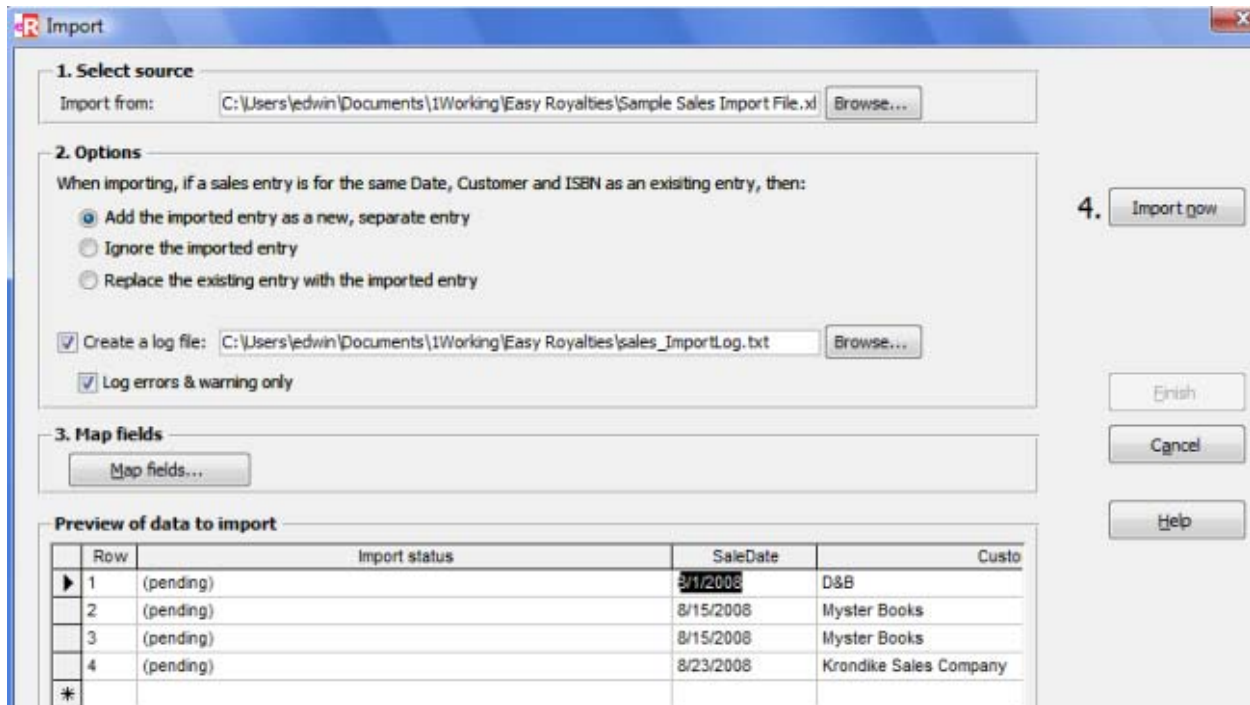 eR Import
1. Select source
Import from: C:\Users\edwin\Documents\1Working\Easy Royalties\Sample Sales Import File.xl Browse...
2. Options
When importing, if a sales entry is for the same Date, Customer and ISBN as an exisiting entry, then:
Add the imported entry as a new, separate entry
4. Import now
Ignore the imported entry
Replace the existing entry with the imported entry
Create a log file: C:\Users\edwin\Documents\1Working\Easy Royalties\sales_ImportLog.txt Browse...
Log errors & warning only
Finish
3. Map fields
Cancel
Map fields...
Help
Preview of data to import
Row Import status SaleDate Custo
1 (pending) 8/1/2008 D&B
2 (pending) 8/15/2008 Myster Books
3 (pending) 8/15/2008 Myster Books
4 (pending) 8/23/2008 Krondike Sales Company